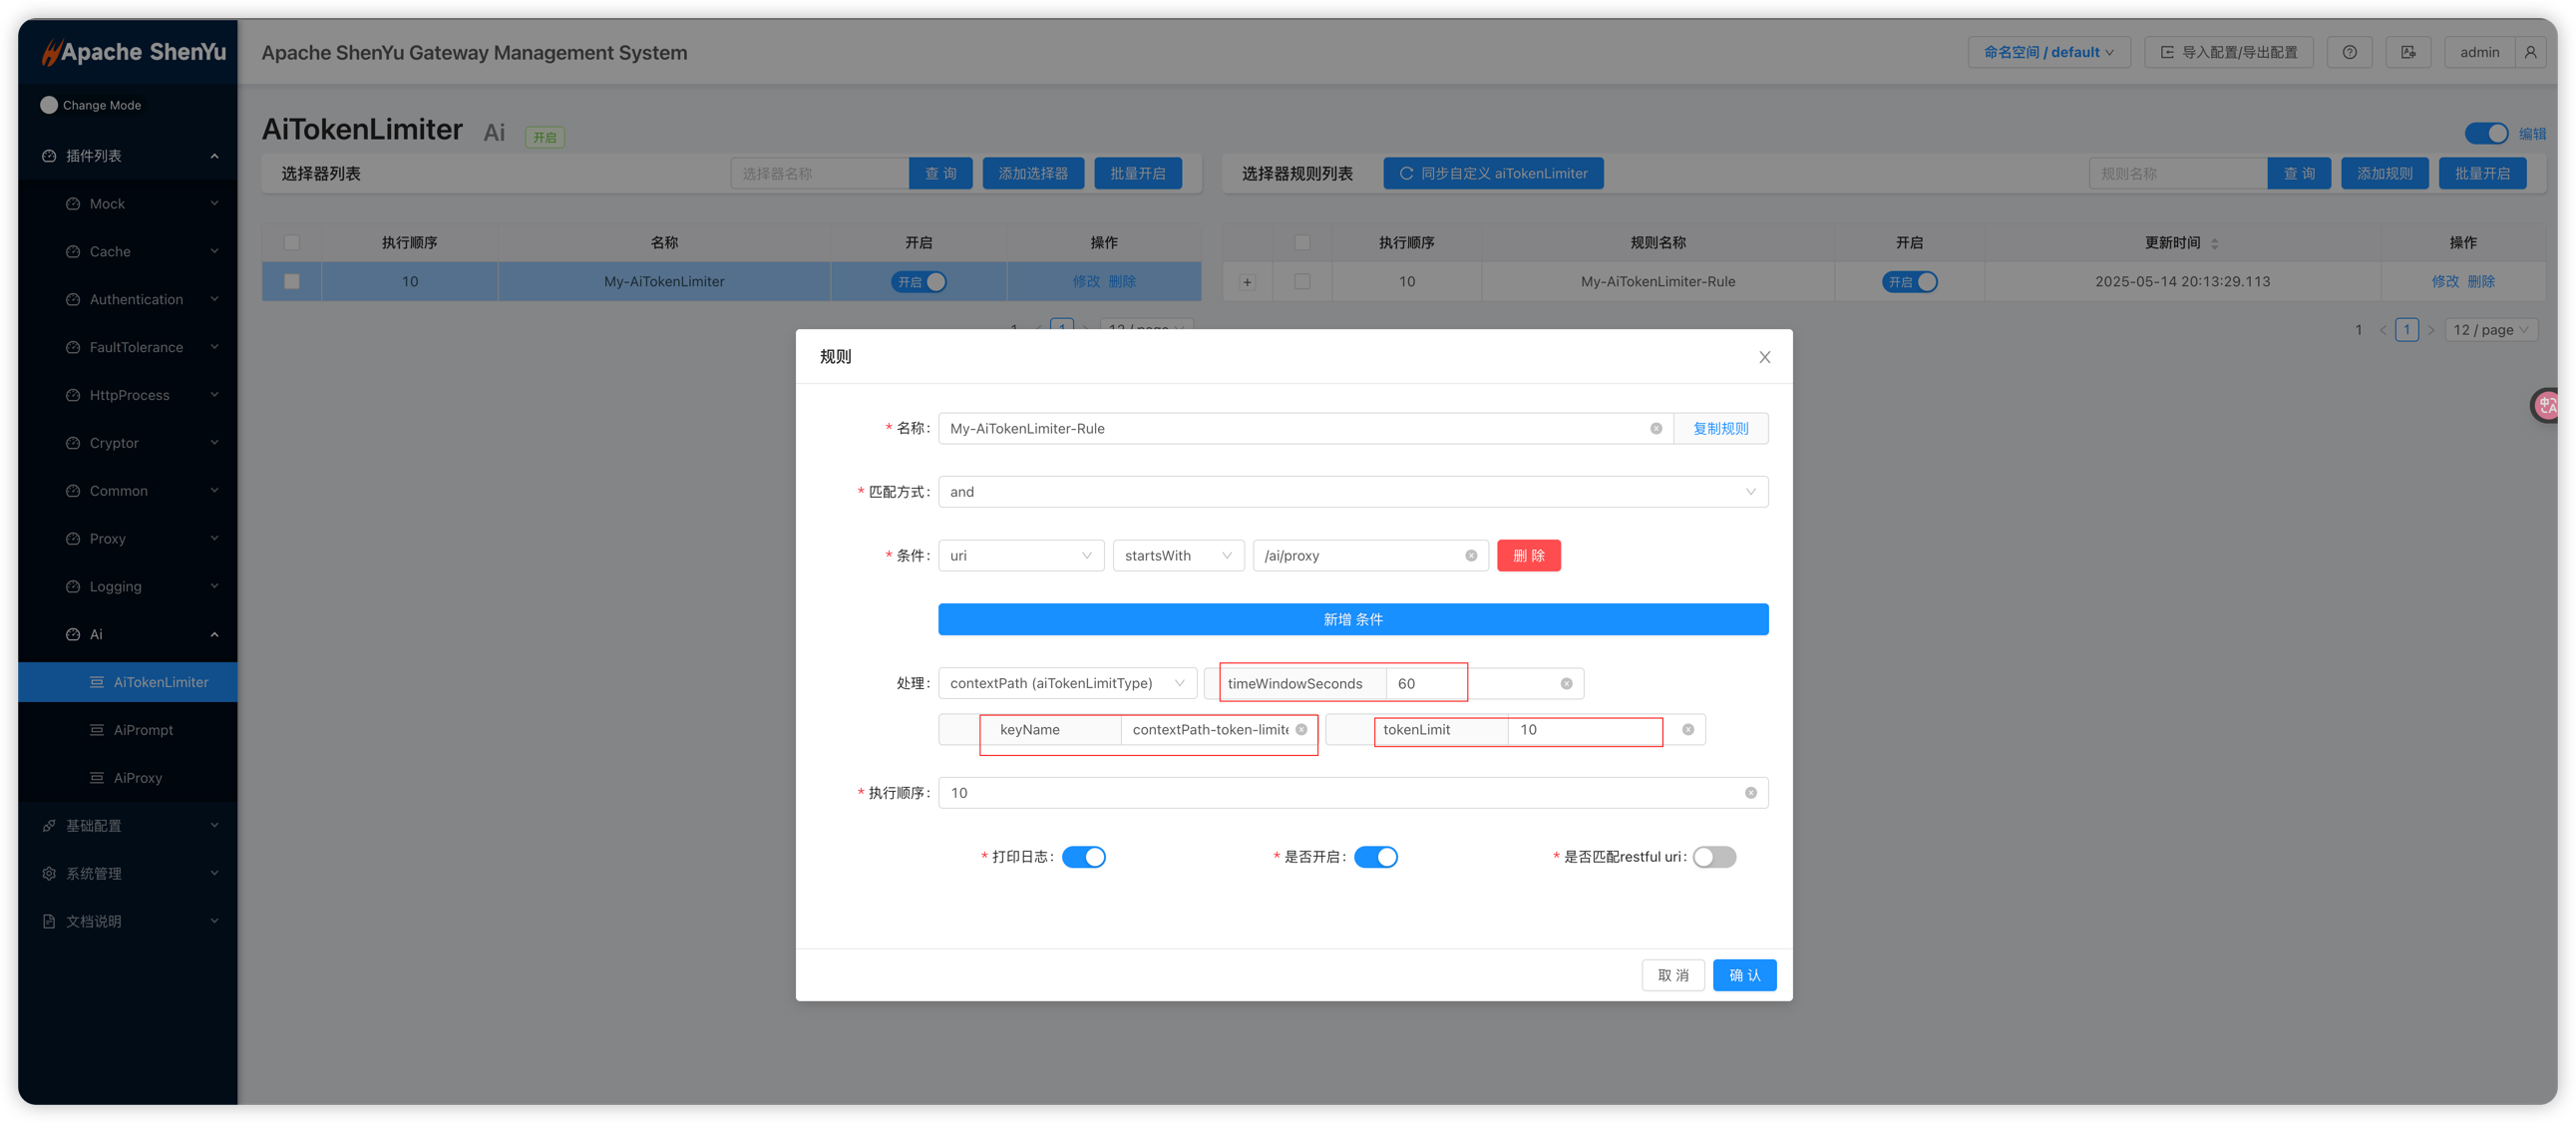 Apache ShenYu
Apache ShenYu Gateway Management System
命名空间 / default
导入配置/导出配置
admin
Change Mode
插件列表
Mock
Cache
Authentication
FaultTolerance
HttpProcess
Cryptor
Common
Proxy
Logging
Ai
AiTokenLimiter
AiPrompt
AiProxy
基础配置
系统管理
文档说明
AiTokenLimiter Ai 开启
编辑
选择器列表 选择器名称 查 询 添加选择器 批量开启
选择器规则列表 同步自定义 aiTokenLimiter 规则名称 查 询 添加规则 批量开启
执行顺序 名称 开启 操作
10 My-AiTokenLimiter 开启 修改 删除
执行顺序 规则名称 开启 更新时间 操作
10 My-AiTokenLimiter-Rule 开启 2025-05-14 20:13:29.113 修改 删除
1 < 1 > 12 / page
1 < 1 > 12 / page
规则
* 名称: My-AiTokenLimiter-Rule 复制规则
* 匹配方式: and
* 条件: uri startsWith /ai/proxy 删 除
新增 条件
处理: contextPath (aiTokenLimitType) timeWindowSeconds 60
keyName contextPath-token-limite tokenLimit 10
* 执行顺序: 10
* 打印日志: * 是否开启: * 是否匹配restful uri:
取 消 确 认